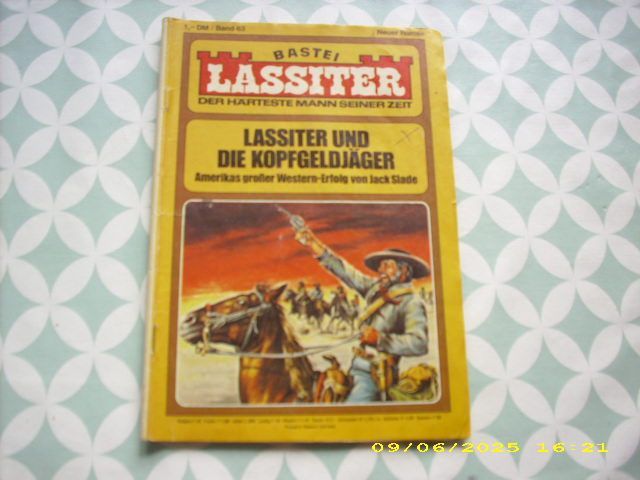 1,- DM / Band 63
Neuer Roman
BASTEI
LASSITER
DER HÄRTESTE MANN SEINER ZEIT
LASSITER UND
DIE KOPFGELDJÄGER
Amerikas großer Western-Erfolg von Jack Slade
09/06/2025 16:21